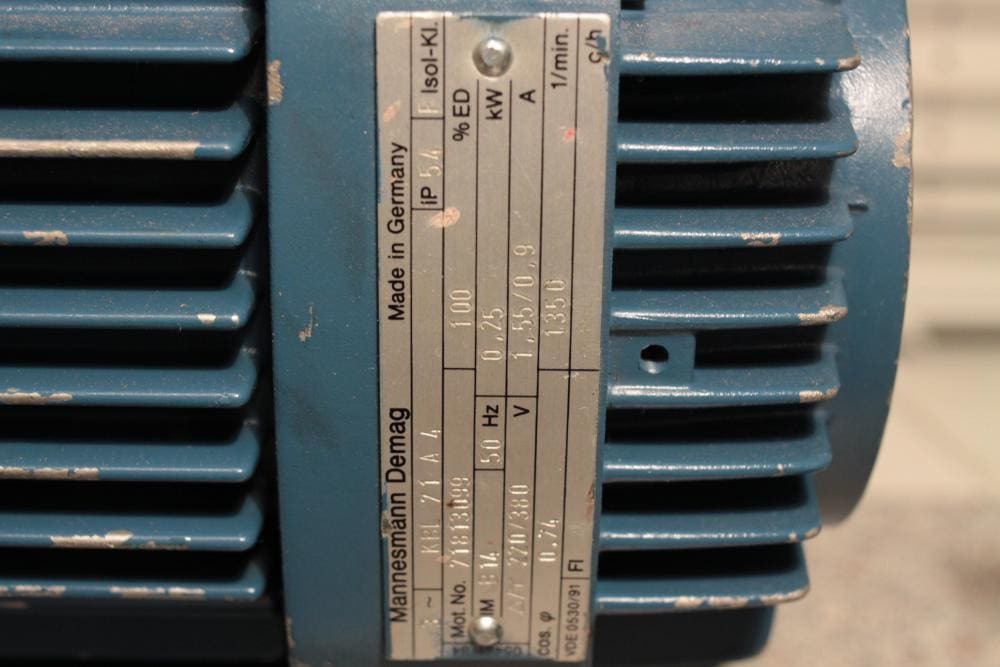 Mannesmann Demag Made in Germany
3 ~ KBL 71 A 4 IP 54 F Isol-Kl.
Mot. No. 71813099 100 % ED
IM B14 50 Hz 0,25 kW
220/380 V 1,55/0,9 A
cos. φ 0.74 1350 1/min.
VDE 0530/91 FI c/h